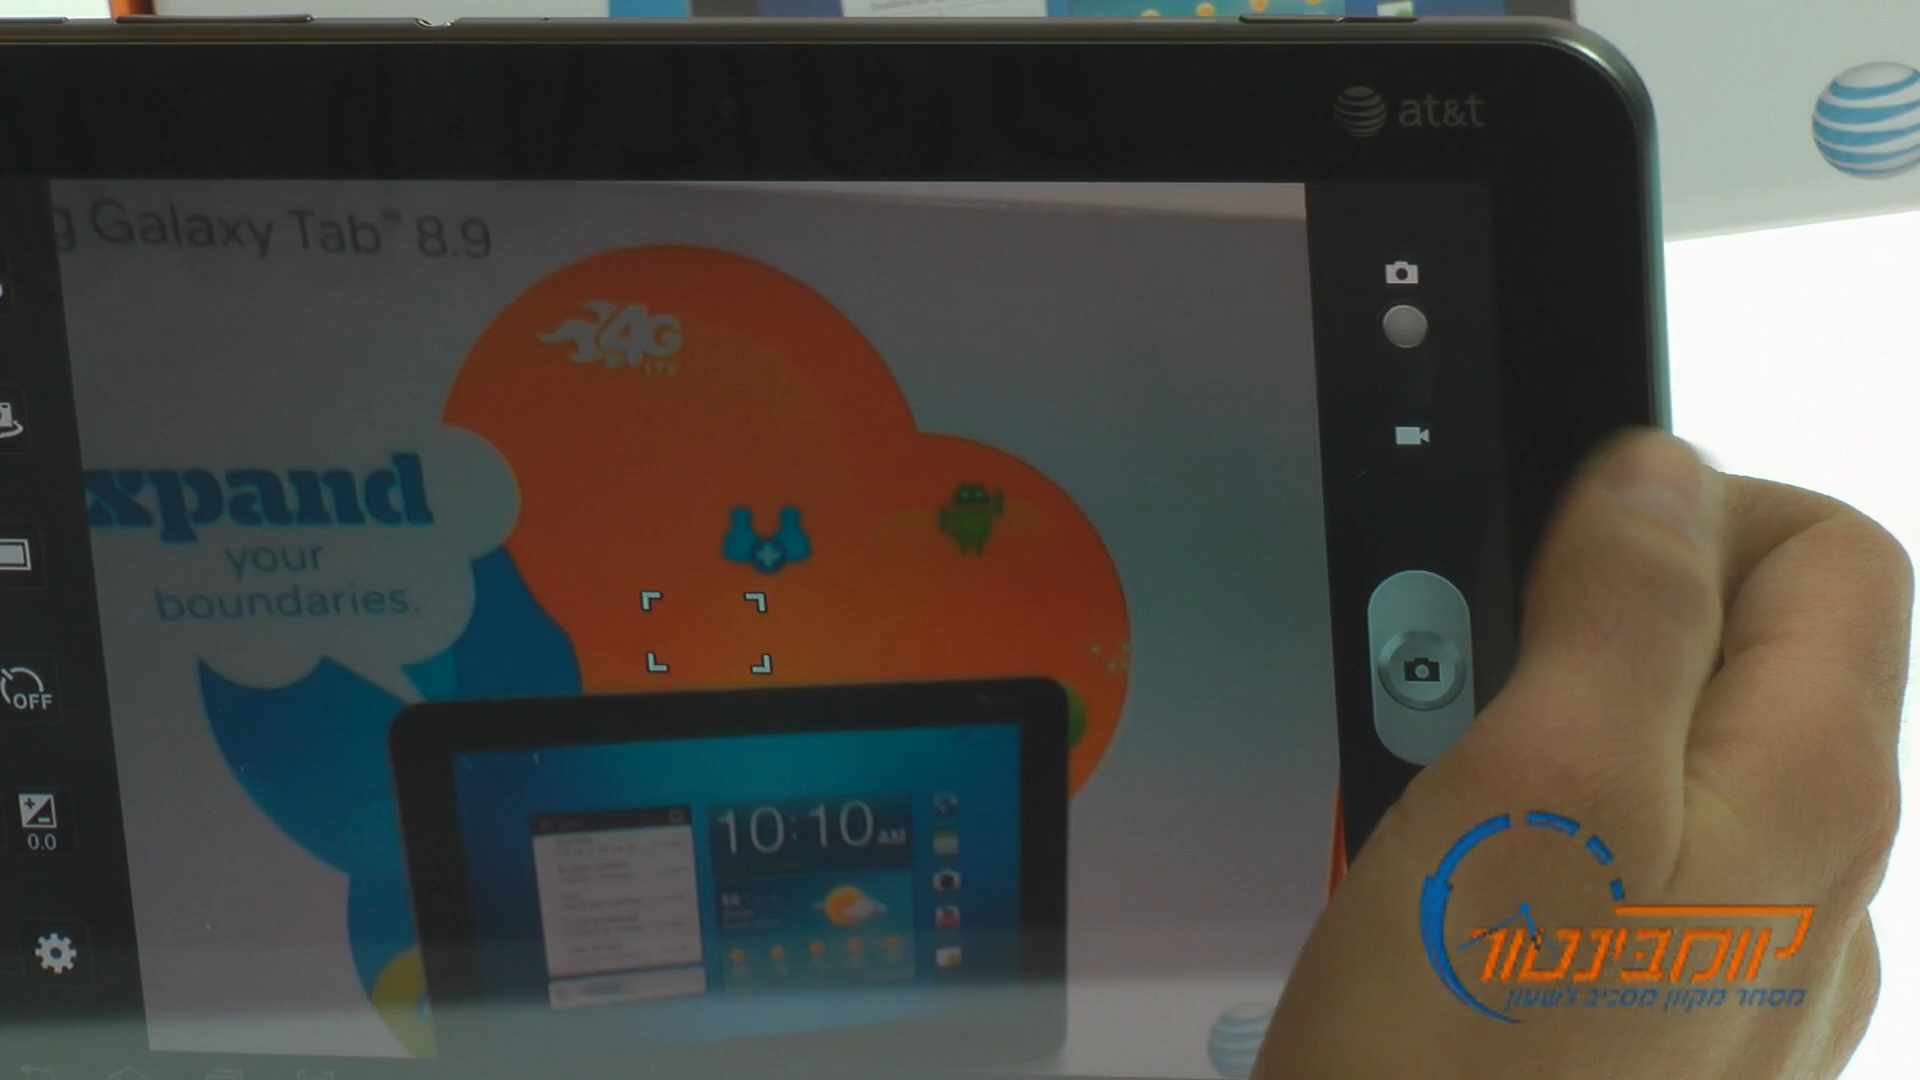 at&t
g Galaxy Tab™ 8.9
4G
LTE
xpand
your
boundaries.
OFF
0.0
10:10 AM
יומבינטור
מסחר מקוון מסביב לשעון